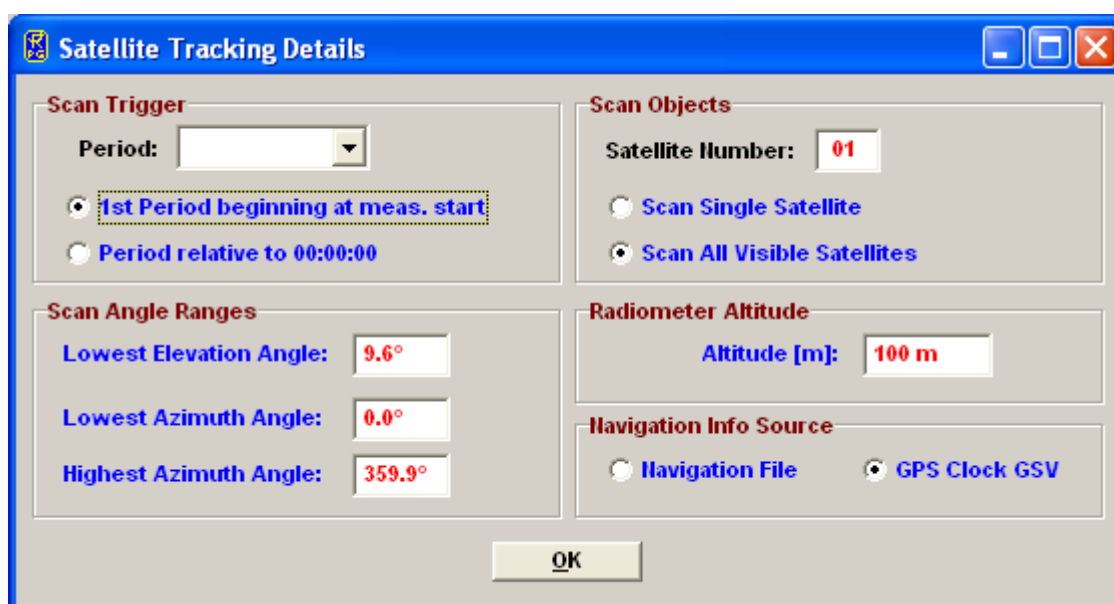 Satellite Tracking Details
Scan Trigger
Period:
1st Period beginning at meas. start
Period relative to 00:00:00
Scan Objects
Satellite Number: 01
Scan Single Satellite
Scan All Visible Satellites
Scan Angle Ranges
Lowest Elevation Angle: 9.6°
Lowest Azimuth Angle: 0.0°
Highest Azimuth Angle: 359.9°
Radiometer Altitude
Altitude [m]: 100 m
Navigation Info Source
Navigation File GPS Clock GSV
OK